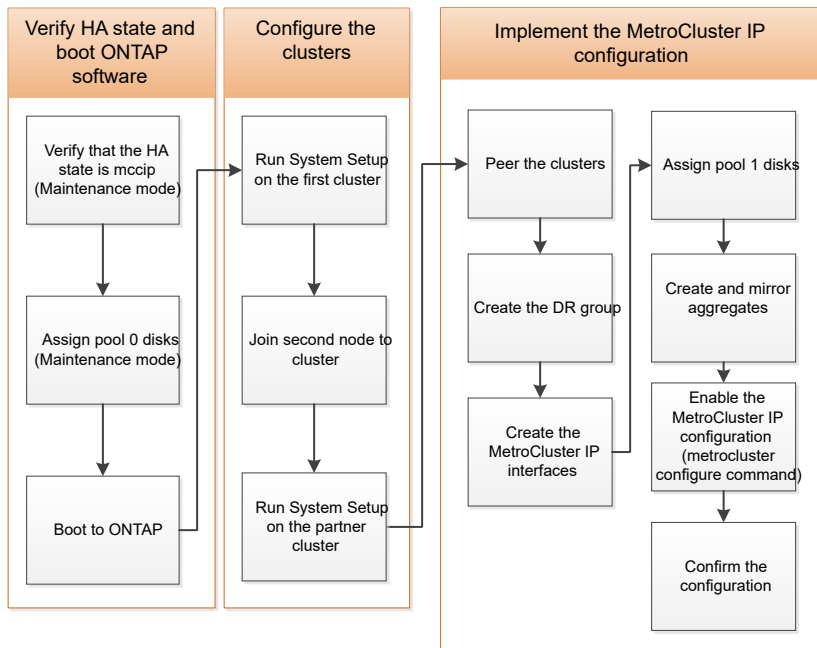 Verify HA state and
boot ONTAP
software
Verify that the HA
state is mccip
(Maintenance mode)
Assign pool 0 disks
(Maintenance mode)
Boot to ONTAP
Configure the
clusters
Run System Setup
on the first cluster
Join second node to
cluster
Run System Setup
on the partner
cluster
Implement the MetroCluster IP
configuration
Peer the clusters
Create the DR group
Create the
MetroCluster IP
interfaces
Assign pool 1 disks
Create and mirror
aggregates
Enable the
MetroCluster IP
configuration
(metrocluster
configure command)
Confirm the
configuration